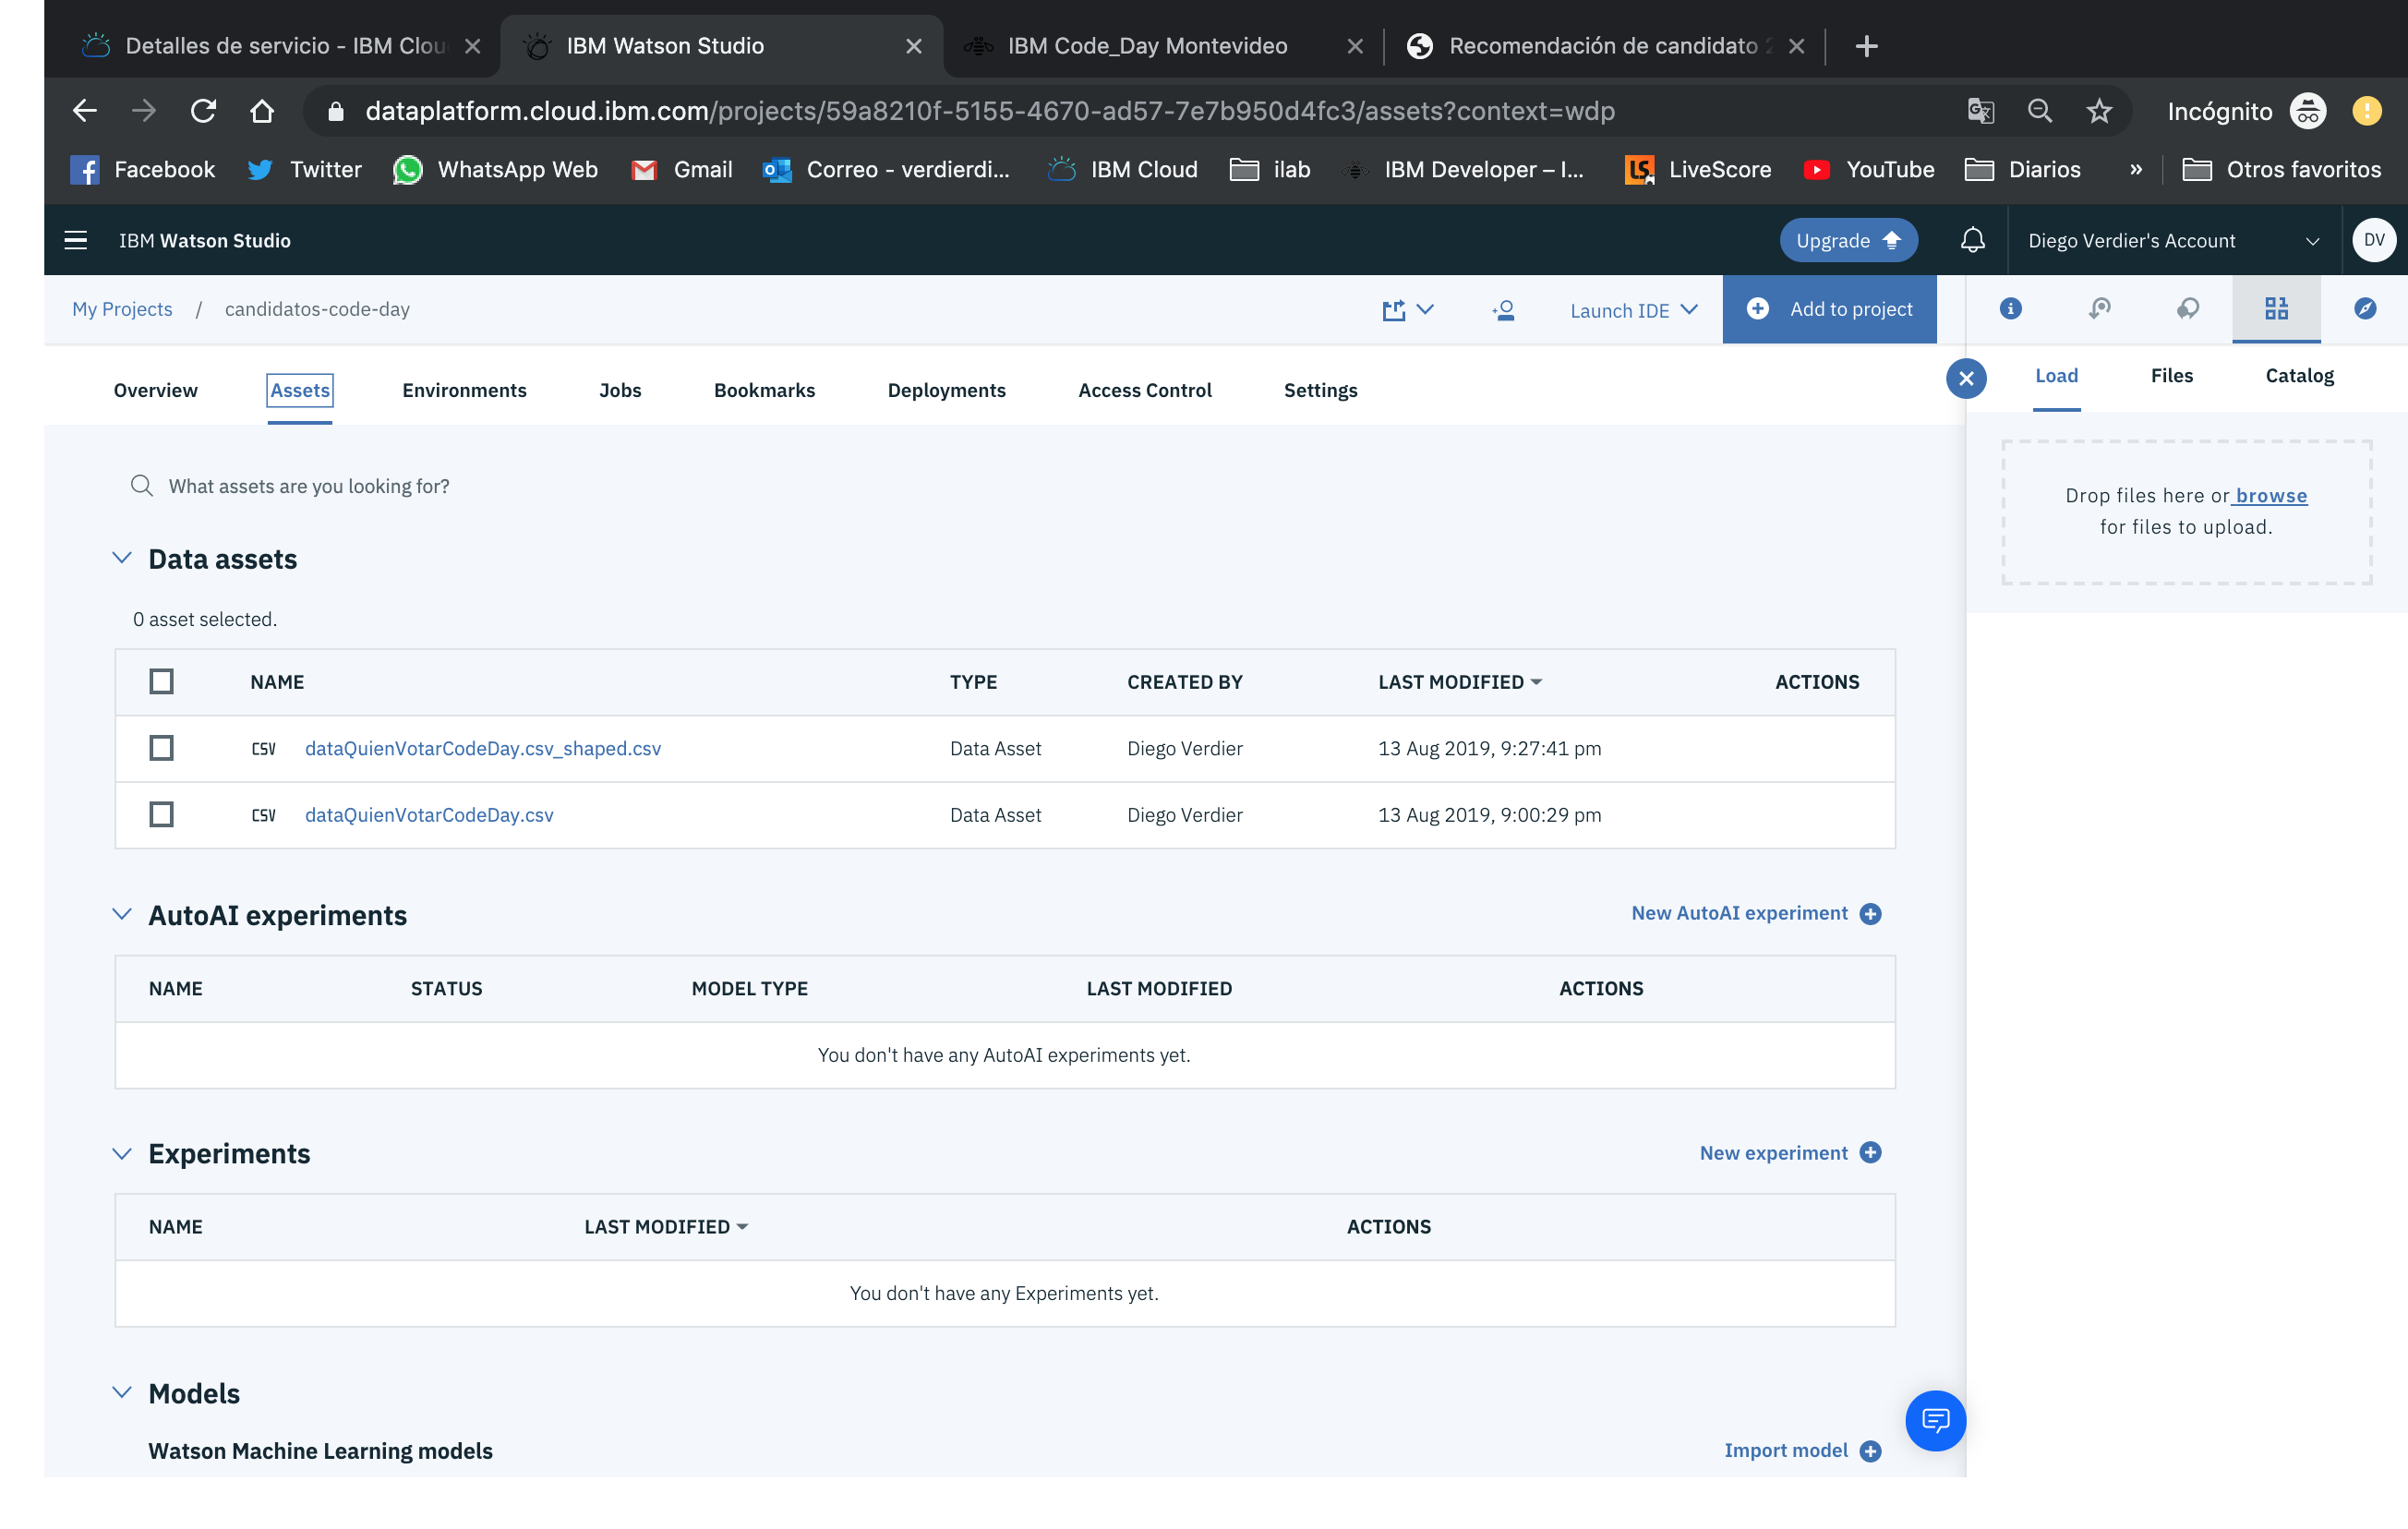 Detalles de servicio - IBM Clou
IBM Watson Studio
IBM Code_Day Montevideo
Recomendación de candidato 2
dataplatform.cloud.ibm.com/projects/59a8210f-5155-4670-ad57-7e7b950d4fc3/assets?context=wdp
Incógnito
Facebook
Twitter
WhatsApp Web
Gmail
Correo - verdierdi...
IBM Cloud
ilab
IBM Developer – I...
LiveScore
YouTube
Diarios
»
Otros favoritos
IBM Watson Studio
Upgrade
Diego Verdier's Account
DV
My Projects / candidatos-code-day
Launch IDE
Add to project
Overview
Assets
Environments
Jobs
Bookmarks
Deployments
Access Control
Settings
Load
Files
Catalog
Drop files here or browse
for files to upload.
What assets are you looking for?
Data assets
0 asset selected.
NAME TYPE CREATED BY LAST MODIFIED ACTIONS
CSV dataQuienVotarCodeDay.csv_shaped.csv Data Asset Diego Verdier 13 Aug 2019, 9:27:41 pm
CSV dataQuienVotarCodeDay.csv Data Asset Diego Verdier 13 Aug 2019, 9:00:29 pm
AutoAI experiments
New AutoAI experiment
NAME STATUS MODEL TYPE LAST MODIFIED ACTIONS
You don't have any AutoAI experiments yet.
Experiments
New experiment
NAME LAST MODIFIED ACTIONS
You don't have any Experiments yet.
Models
Watson Machine Learning models
Import model